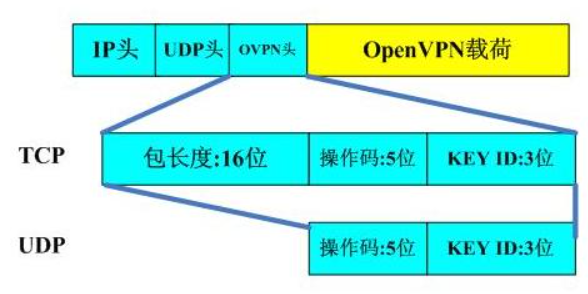 IP头 UDP头 OVPN头 OpenVPN载荷
TCP 包长度:16位 操作码:5位 KEY ID:3位
UDP 操作码:5位 KEY ID:3位